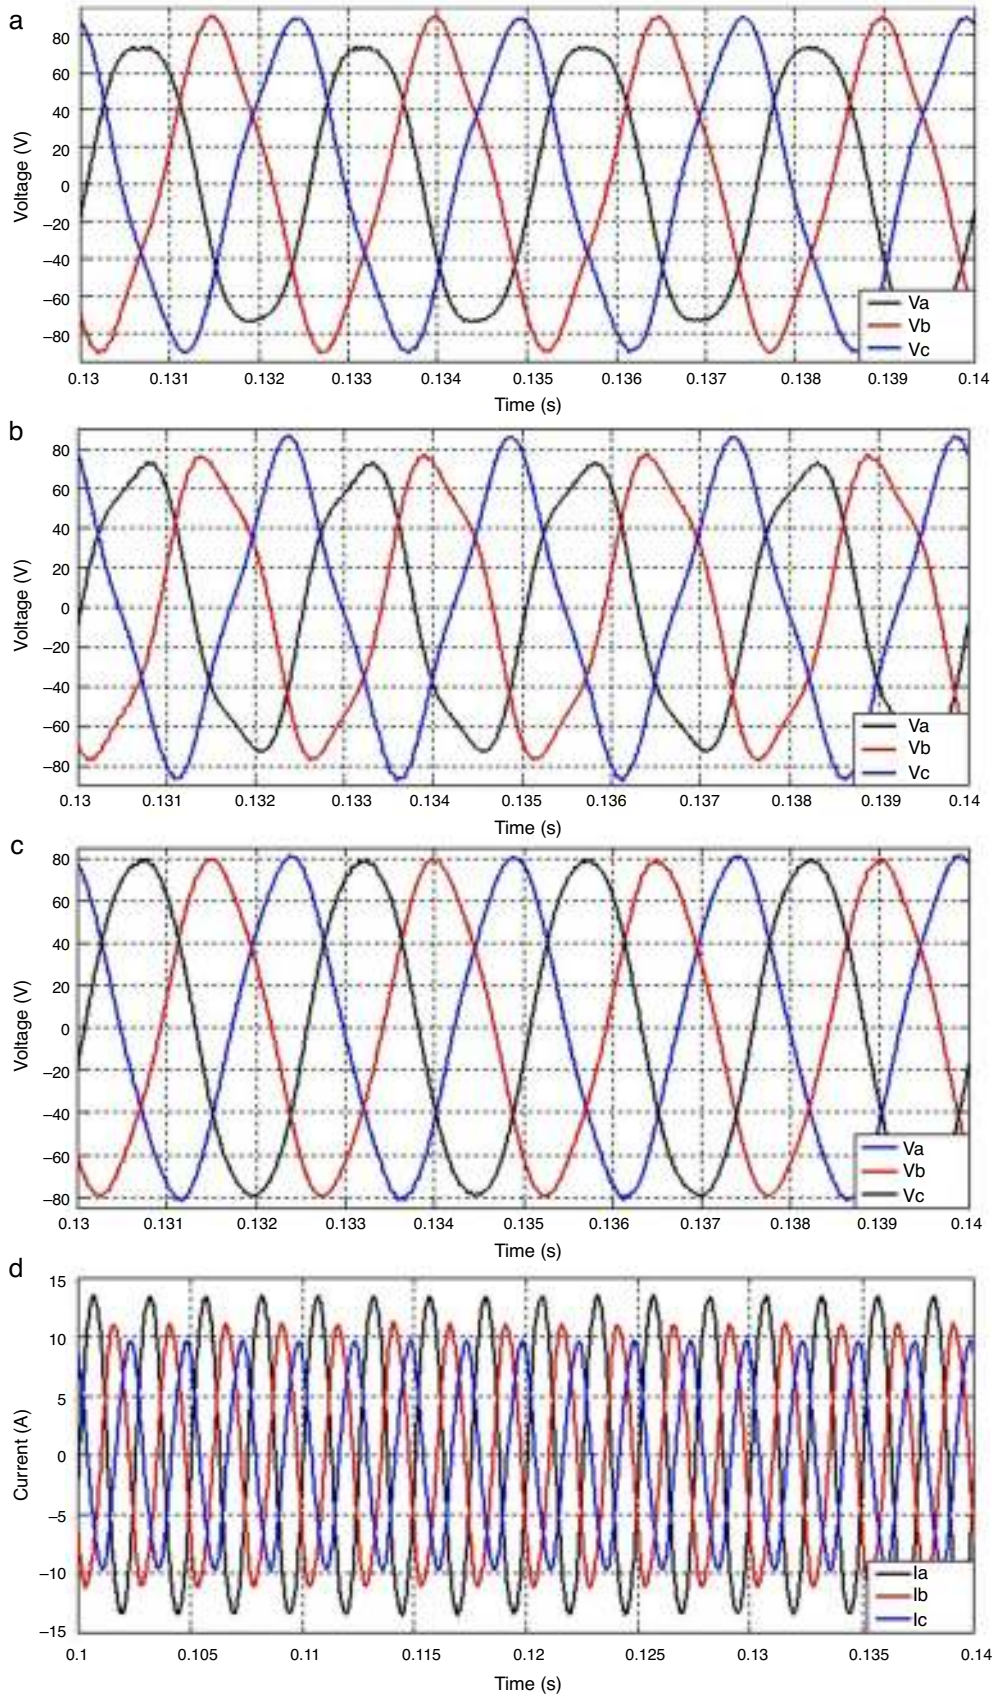 a
80
60
40
20
0
−20
−40
−60
−80
Voltage (V)
Va
Vb
Vc
0.13 0.131 0.132 0.133 0.134 0.135 0.136 0.137 0.138 0.139 0.14
Time (s)
b
80
60
40
20
0
−20
−40
−60
−80
Voltage (V)
Va
Vb
Vc
0.13 0.131 0.132 0.133 0.134 0.135 0.136 0.137 0.138 0.139 0.14
Time (s)
c
80
60
40
20
0
−20
−40
−60
−80
Voltage (V)
Va
Vb
Vc
0.13 0.131 0.132 0.133 0.134 0.135 0.136 0.137 0.138 0.139 0.14
Time (s)
d
15
10
5
0
−5
−10
−15
Current (A)
Ia
Ib
Ic
0.1 0.105 0.11 0.115 0.12 0.125 0.13 0.135 0.14
Time (s)